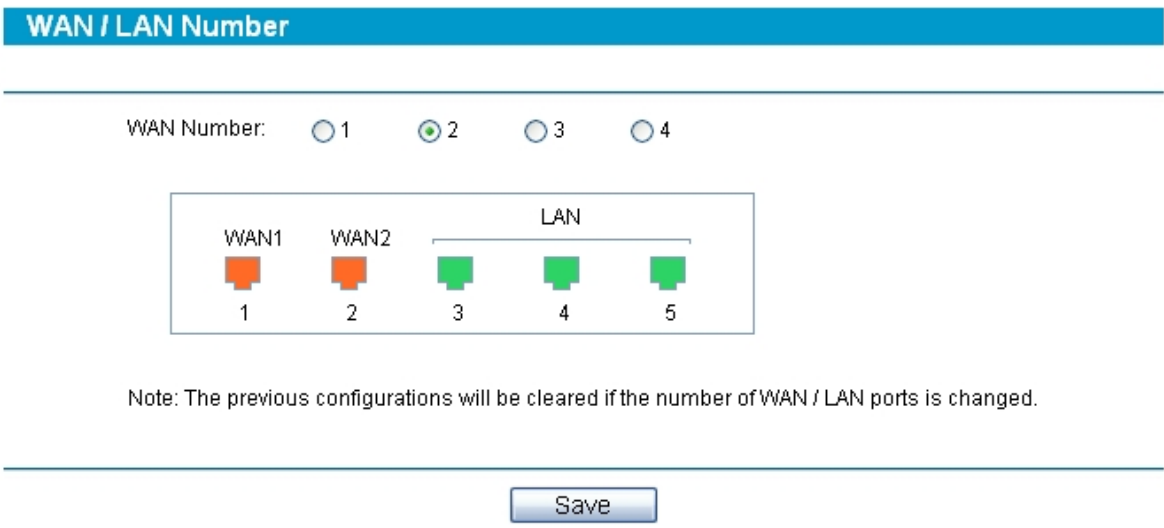 WAN / LAN Number
WAN Number: 1 2 3 4
LAN
WAN1 WAN2
1 2 3 4 5
Note: The previous configurations will be cleared if the number of WAN / LAN ports is changed.
Save